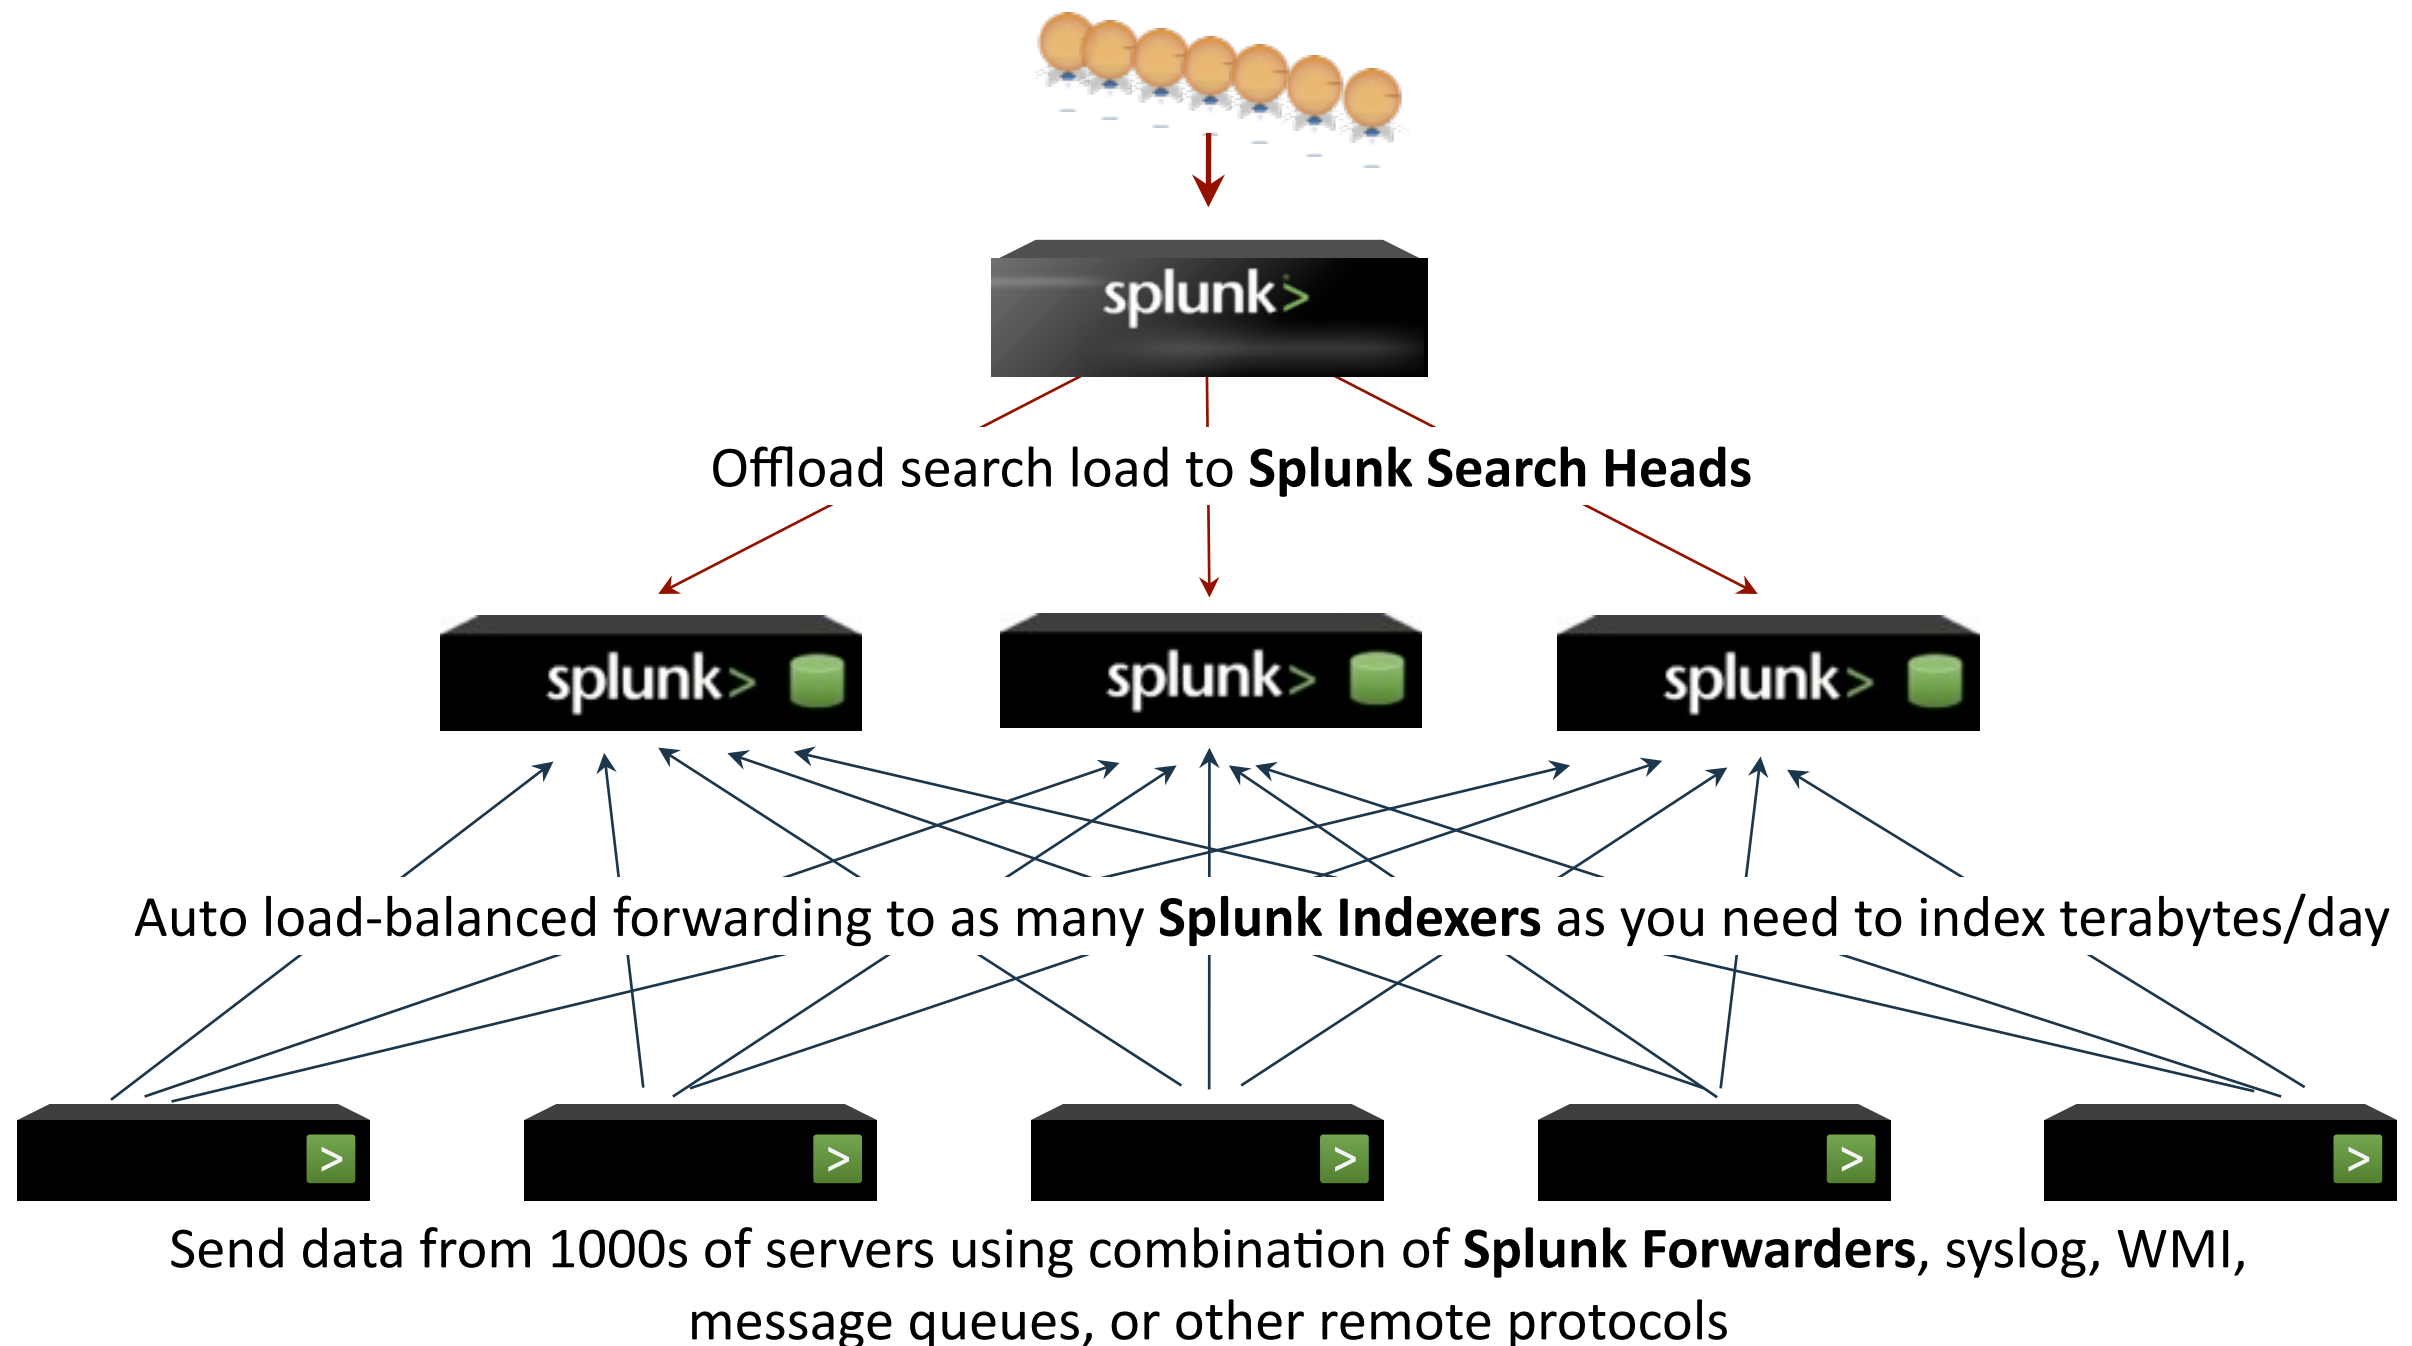 splunk>
Offload search load to Splunk Search Heads
splunk>
splunk>
splunk>
Auto load-balanced forwarding to as many Splunk Indexers as you need to index terabytes/day
>
>
>
>
>
Send data from 1000s of servers using combination of Splunk Forwarders, syslog, WMI,
message queues, or other remote protocols